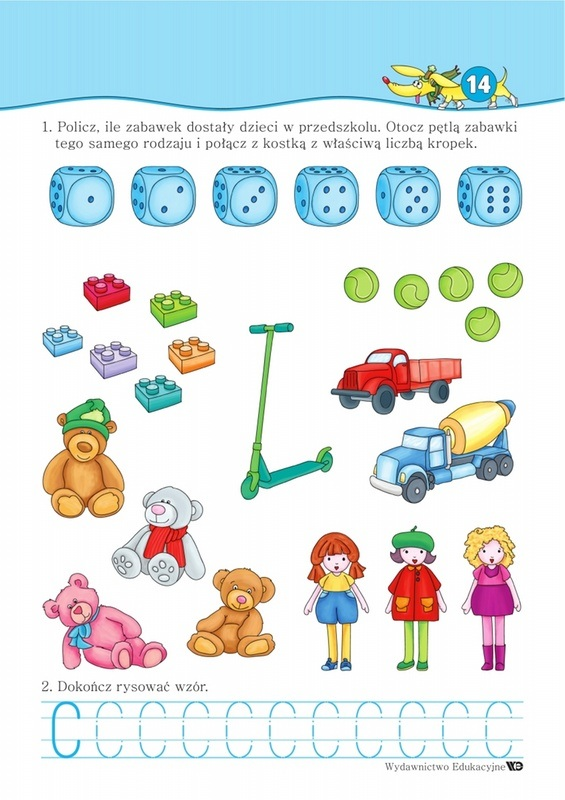 14
1. Policz, ile zabawek dostały dzieci w przedszkolu. Otocz pętlą zabawki
tego samego rodzaju i połącz z kostką z właściwą liczbą kropek.
2. Dokończ rysować wzór.
C C C C C C C C C C C
Wydawnictwo Edukacyjne WE